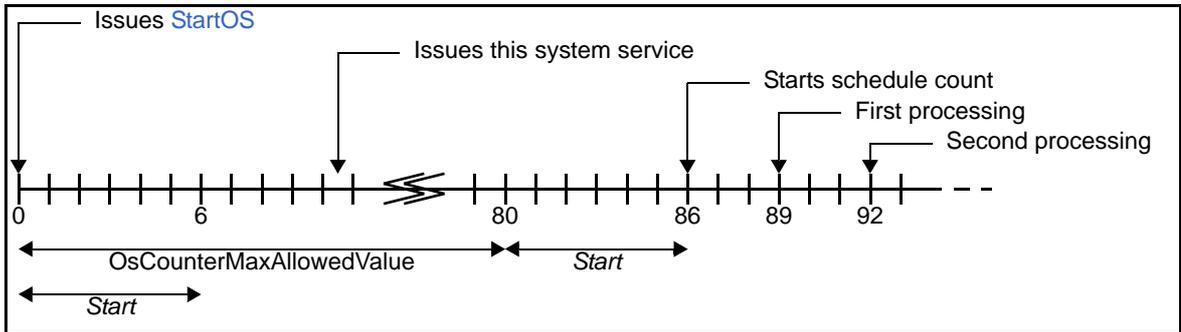 Issues StartOS
Issues this system service
Starts schedule count
First processing
Second processing
0 6 80 86 89 92
OsCounterMaxAllowedValue Start
Start